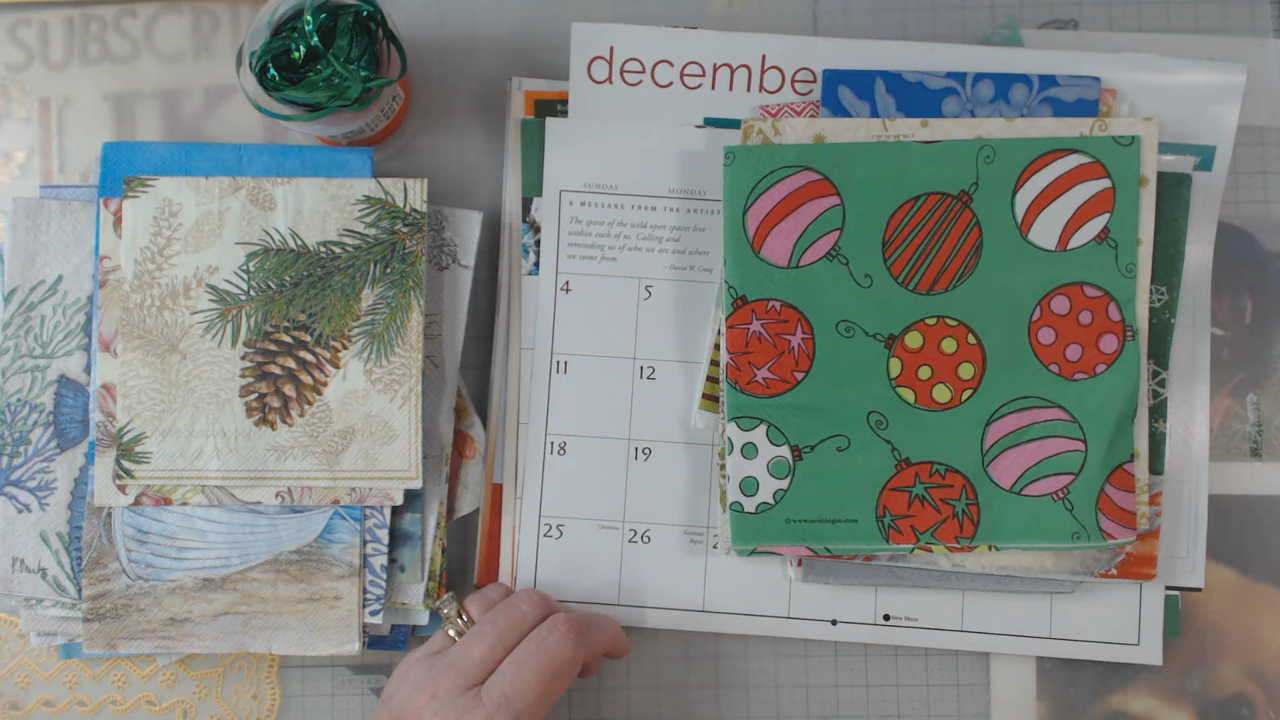 SUBSCRI
LIK
decembe
SUNDAY MONDAY
A MESSAGE FROM THE ARTIST
The spirit of the wild open spaces live
within each of us. Calling and
reminding us of who we are and where
we come from.
– David W. Craig
4 5
11 12
18 19
25 Christmas 26
New Moon